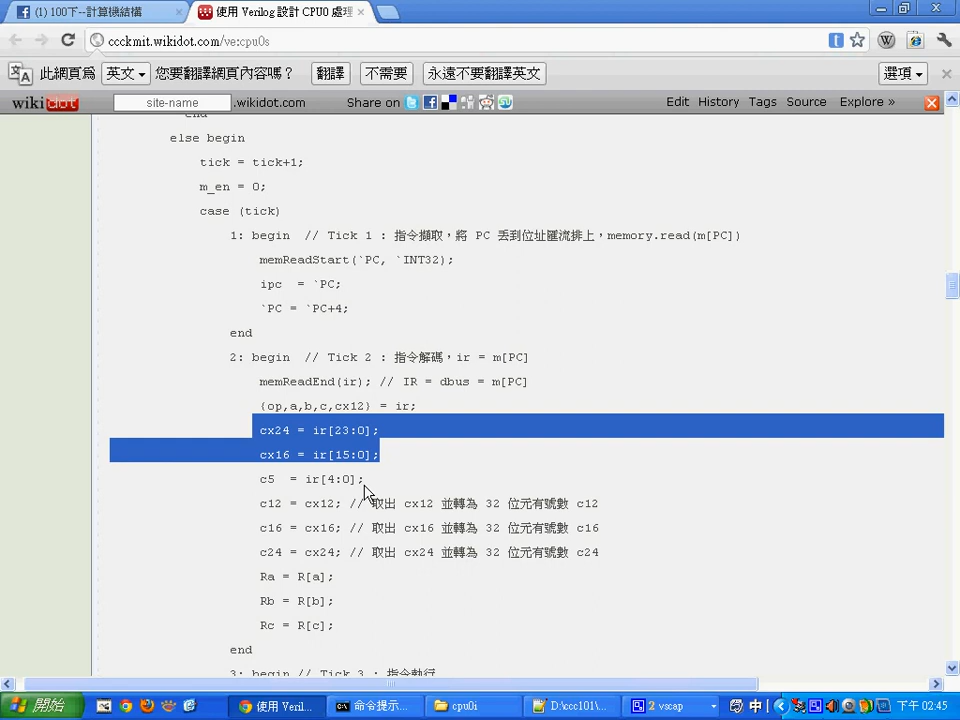 (1) 100下--計算機結構
使用 Verilog 設計 CPU0 處理
ccckmit.wikidot.com/ve:cpu0s
此網頁為 英文 您要翻譯網頁內容嗎？ 翻譯 不需要 永遠不要翻譯英文 選項
wikidot site-name .wikidot.com Share on Edit History Tags Source Explore »
end
else begin
tick = tick+1;
m_en = 0;
case (tick)
1: begin // Tick 1 : 指令擷取，將 PC 丟到位址匯流排上，memory.read(m[PC])
memReadStart(`PC, `INT32);
ipc = `PC;
`PC = `PC+4;
end
2: begin // Tick 2 : 指令解碼，ir = m[PC]
memReadEnd(ir); // IR = dbus = m[PC]
{op,a,b,c,cx12} = ir;
cx24 = ir[23:0];
cx16 = ir[15:0];
c5 = ir[4:0];
c12 = cx12; // 取出 cx12 並轉為 32 位元有號數 c12
c16 = cx16; // 取出 cx16 並轉為 32 位元有號數 c16
c24 = cx24; // 取出 cx24 並轉為 32 位元有號數 c24
Ra = R[a];
Rb = R[b];
Rc = R[c];
end
3: begin // Tick 3 : 指令執行
開始 使用 Veril... 命令提示... cpu0i D:\ccc101\... 2 vscap 中 下午 02:45